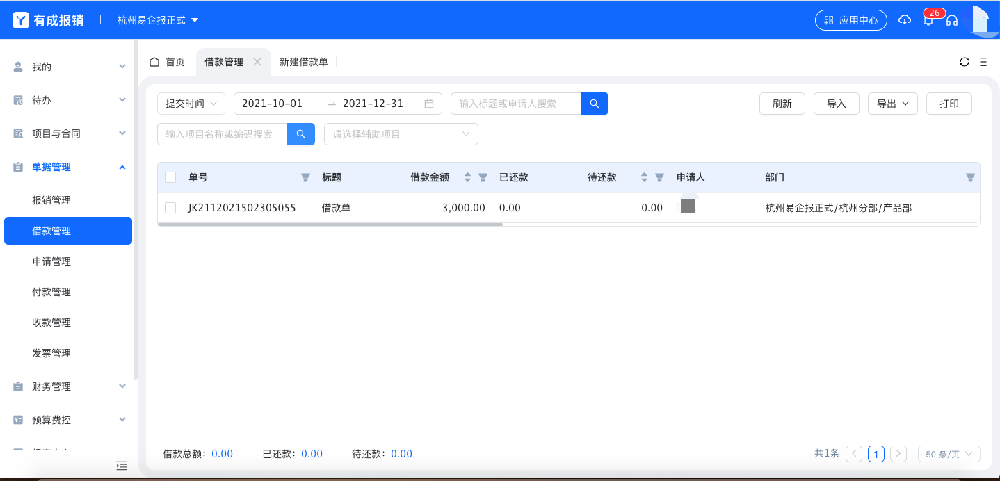 有成报销
杭州易企报正式
应用中心
26
我的
待办
项目与合同
单据管理
报销管理
借款管理
申请管理
付款管理
收款管理
发票管理
财务管理
预算费控
首页
借款管理
新建借款单
提交时间
2021-10-01
2021-12-31
输入标题或申请人搜索
刷新
导入
导出
打印
输入项目名称或编码搜索
请选择辅助项目
单号 标题 借款金额 已还款 待还款 申请人 部门
JK2112021502305055 借款单 3,000.00 0.00 0.00 杭州易企报正式/杭州分部/产品部
借款总额: 0.00 已还款: 0.00 待还款: 0.00
共1条 1 50 条/页